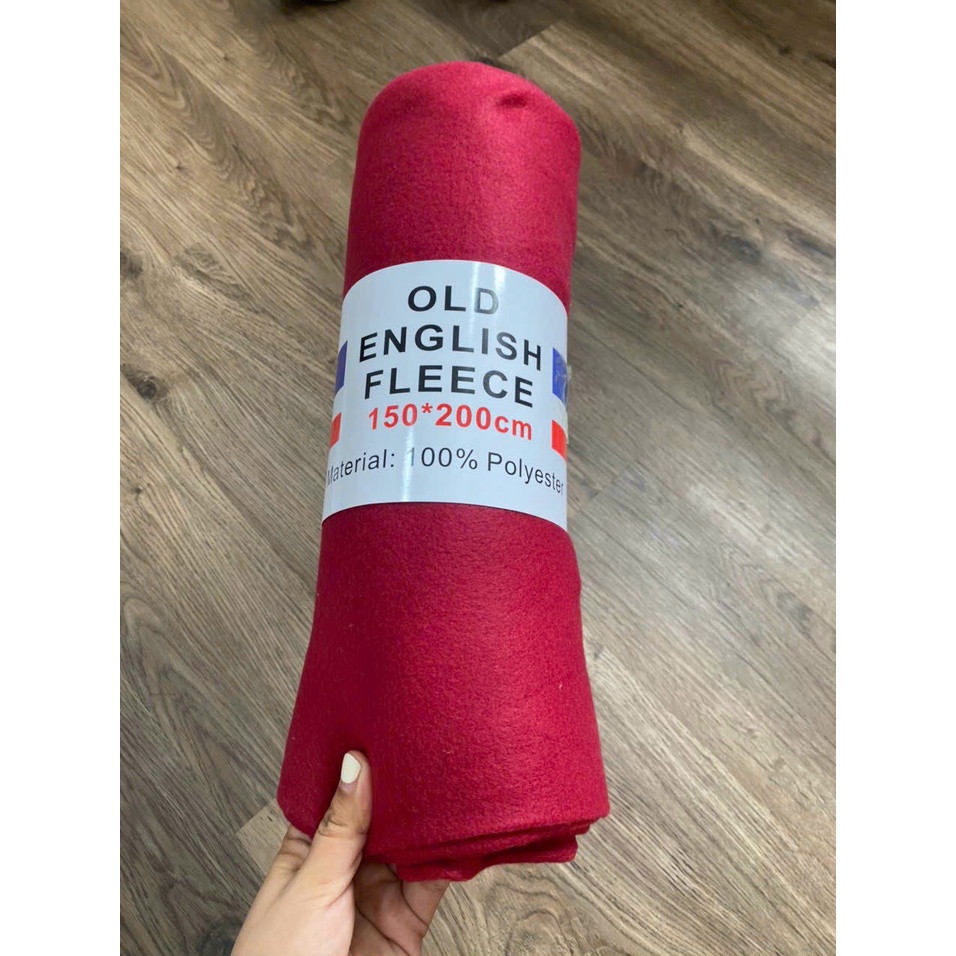 OLD
ENGLISH
FLEECE
150*200cm
Material: 100% Polyester